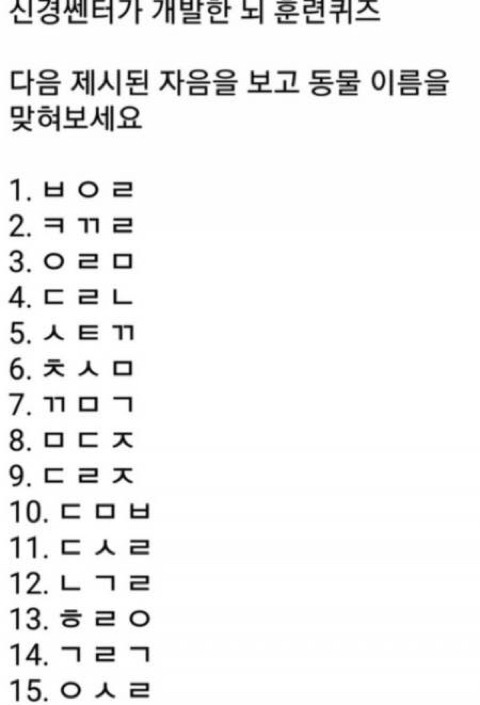 신경쎈터가 개발한 뇌 훈련퀴즈
다음 제시된 자음을 보고 동물 이름을
맞혀보세요
1. ㅂ ㅇ ㄹ
2. ㅋ ㄲ ㄹ
3. ㅇ ㄹ ㅁ
4. ㄷ ㄹ ㄴ
5. ㅅ ㅌ ㄲ
6. ㅊ ㅅ ㅁ
7. ㄲ ㅁ ㄱ
8. ㅁ ㄷ ㅈ
9. ㄷ ㄹ ㅈ
10. ㄷ ㅁ ㅂ
11. ㄷ ㅅ ㄹ
12. ㄴ ㄱ ㄹ
13. ㅎ ㄹ ㅇ
14. ㄱ ㄹ ㄱ
15. ㅇ ㅅ ㄹ